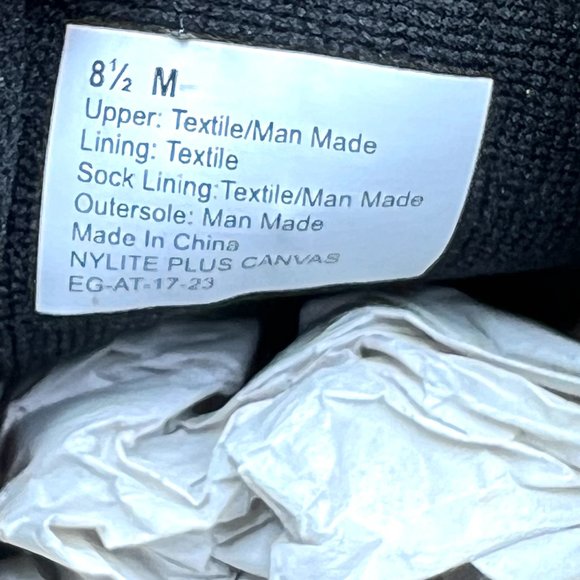 8½ M
Upper: Textile/Man Made
Lining: Textile
Sock Lining:Textile/Man Made
Outersole: Man Made
Made In China
NYLITE PLUS CANVAS
EG-AT-17-23